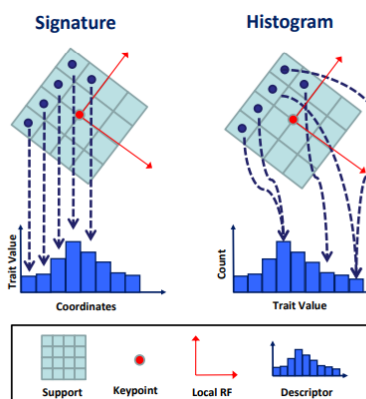 Signature
Histogram
Trait Value
Coordinates
Count
Trait Value
Support
Keypoint
Local RF
Descriptor